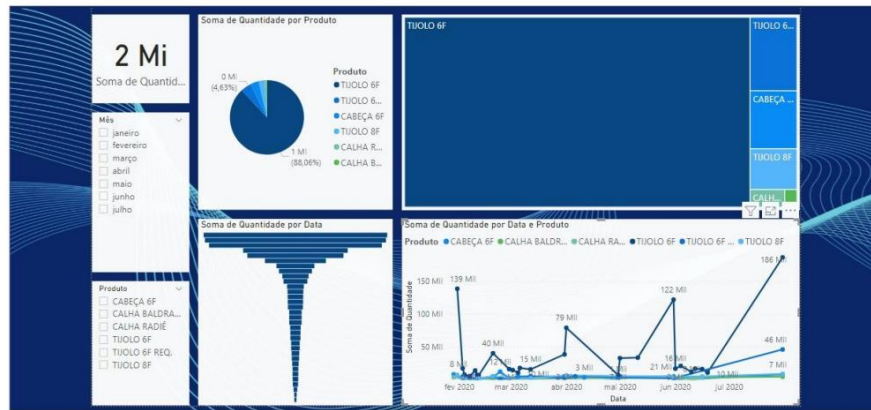 2 Mi
Soma de Quantid...
Mês
janeiro
fevereiro
março
abril
maio
junho
julho
Produto
CABEÇA 6F
CALHA BALDRA...
CALHA RADIÊ
TIJOLO 6F
TIJOLO 6F REQ.
TIJOLO 8F
Soma de Quantidade por Produto
0 Mi
(4,63%)
1 Mi
(88,06%)
Produto
TIJOLO 6F
TIJOLO 6...
CABEÇA 6F
TIJOLO 8F
CALHA R...
CALHA B...
TIJOLO 6F
TIJOLO 6...
CABEÇA ...
TIJOLO 8F
CALH...
Soma de Quantidade por Data
Soma de Quantidade por Data e Produto
Produto CABEÇA 6F CALHA BALDR... CALHA RA... TIJOLO 6F TIJOLO 6F ... TIJOLO 8F
Soma de Quantidade
150 Mil
100 Mil
50 Mil
139 Mil
8 Mil
40 Mil
15 Mil
79 Mil
3 Mil
122 Mil
21 Mil
10 Mil
186 Mil
46 Mil
7 Mil
fev 2020 mar 2020 abr 2020 mai 2020 jun 2020 jul 2020
Data